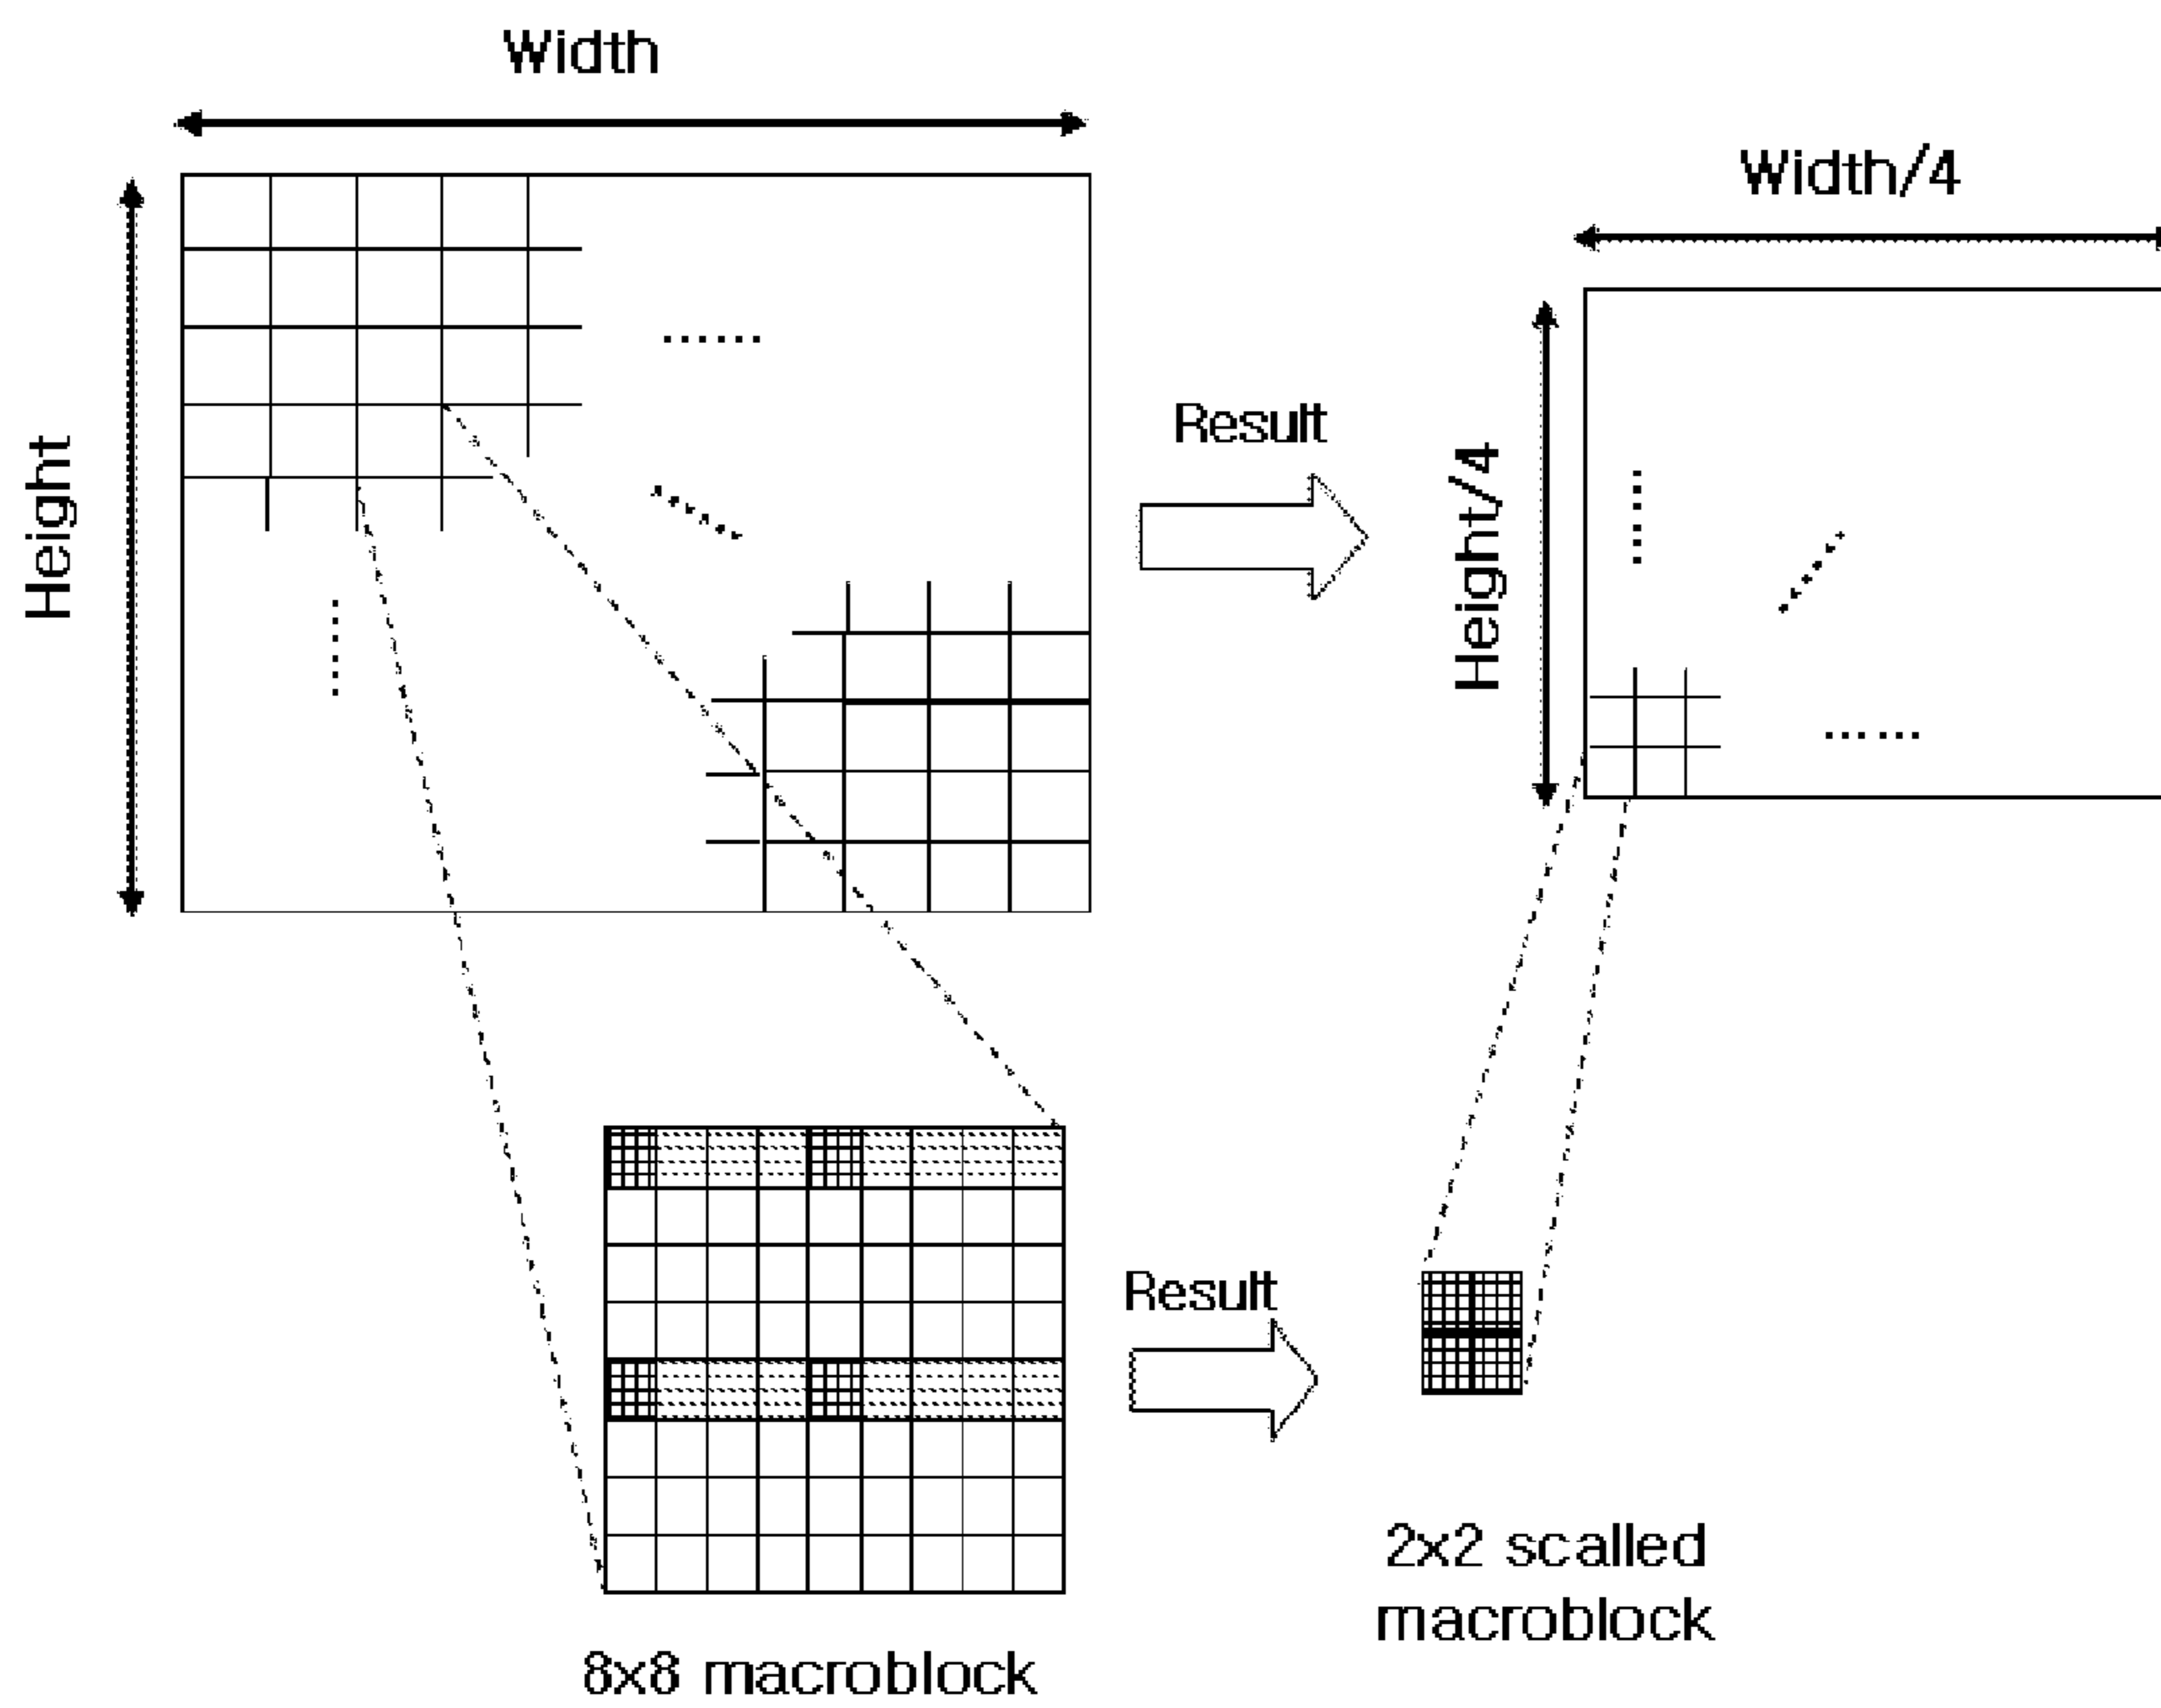 Width
Width/4
Height
Result
Height/4
Result
2x2 scalled
macroblock
8x8 macroblock